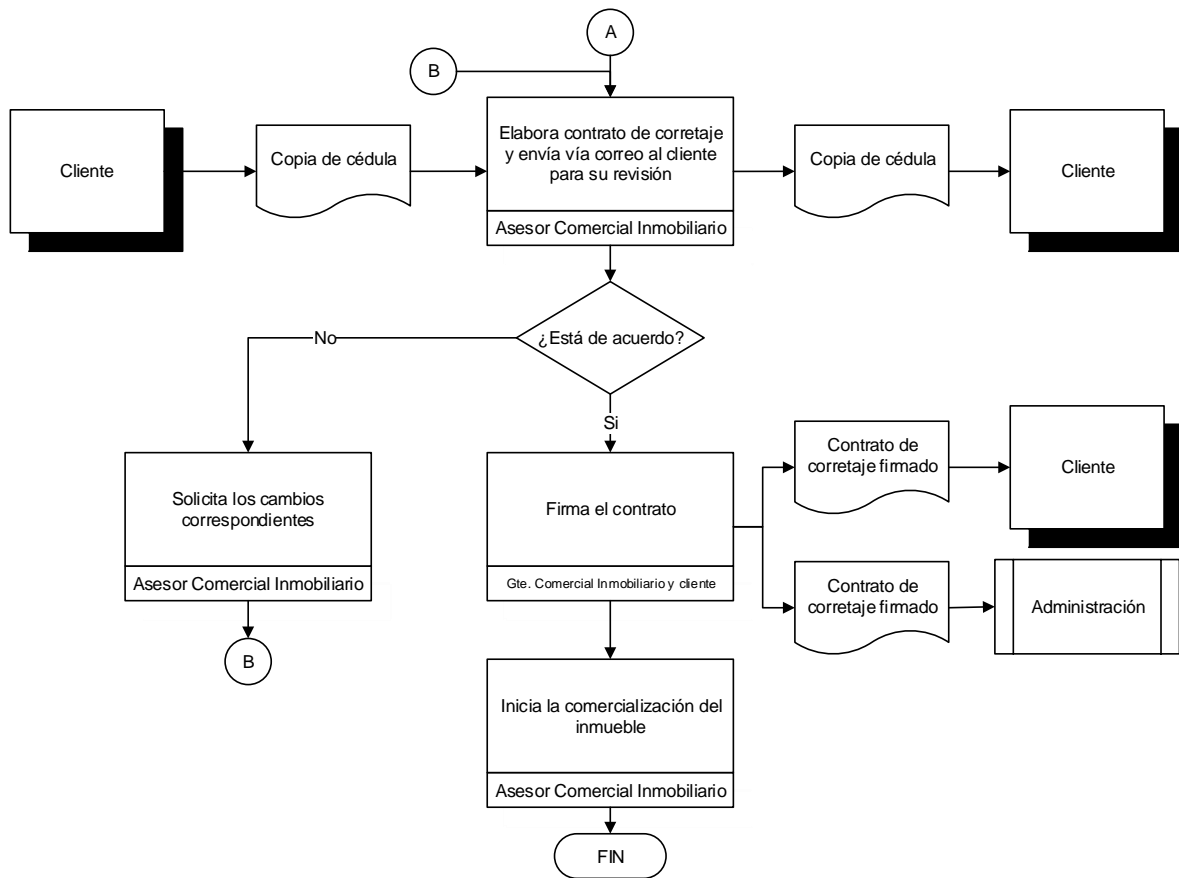 A
B
Cliente
Copia de cédula
Elabora contrato de corretaje
y envía vía correo al cliente
para su revisión
Asesor Comercial Inmobiliario
Copia de cédula
Cliente
¿Está de acuerdo?
No
Si
Solicita los cambios
correspondientes
Asesor Comercial Inmobiliario
B
Firma el contrato
Gte. Comercial Inmobiliario y cliente
Contrato de
corretaje firmado
Cliente
Contrato de
corretaje firmado
Administración
Inicia la comercialización del
inmueble
Asesor Comercial Inmobiliario
FIN